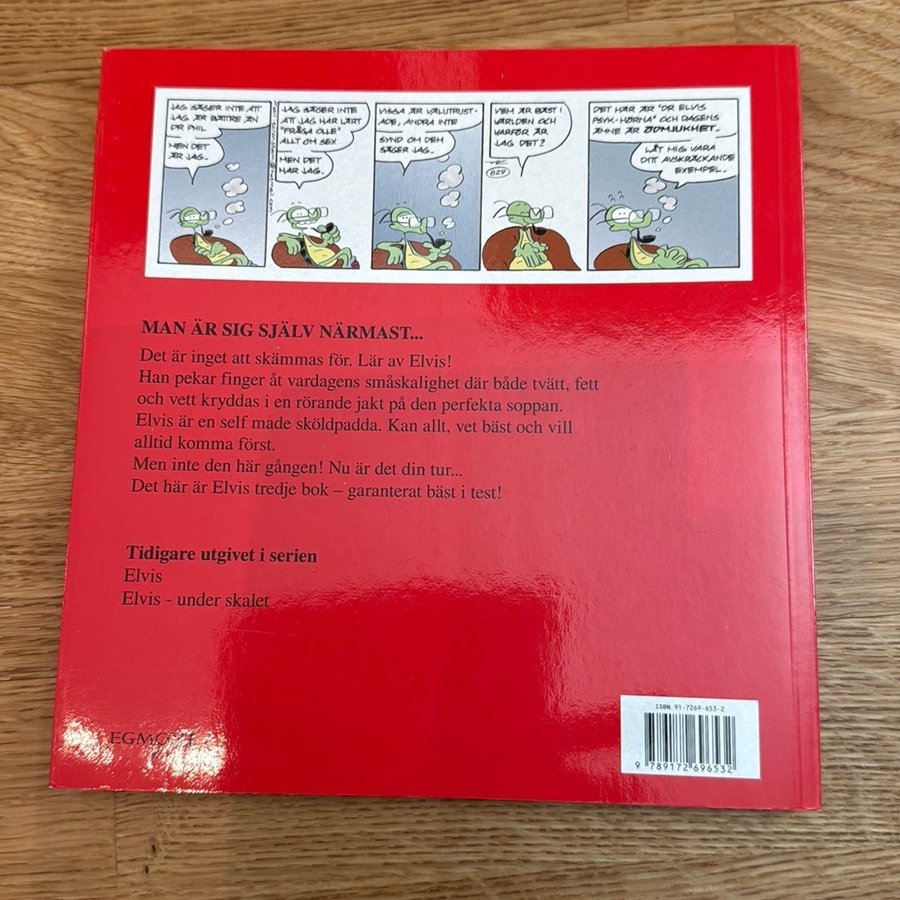 JAG SÄGER INTE ATT
JAG ÄR BÄTTRE ÄN
DR PHIL.
MEN DET
ÄR JAG.
JAG SÄGER INTE
ATT JAG HAR LÄRT
"FRÅGA OLLE"
ALLT OM SEX
MEN DET
HAR JAG.
VISSA ÄR VÄLUTRUST-
ADE, ANDRA INTE
SYND OM DEM
SÄGER JAG.
VEM ÄR BÄST I
VÄRLDEN OCH
VARFÖR ÄR
JAG DET?
829
DET HÄR ÄR "DR ELVIS
PSYK-HÖRNA" OCH DAGENS
ÄMNE ÄR ÖDMJUKHET...
LÅT MIG VARA
DITT AVSKRÄCKANDE
EXEMPEL...
MAN ÄR SIG SJÄLV NÄRMAST...
Det är inget att skämmas för. Lär av Elvis!
Han pekar finger åt vardagens småskalighet där både tvätt, fett
och vett kryddas i en rörande jakt på den perfekta soppan.
Elvis är en self made sköldpadda. Kan allt, vet bäst och vill
alltid komma först.
Men inte den här gången! Nu är det din tur...
Det här är Elvis tredje bok – garanterat bäst i test!
Tidigare utgivet i serien
Elvis
Elvis - under skalet
EGMONT
ISBN 91-7269-653-2
9 789172 696532